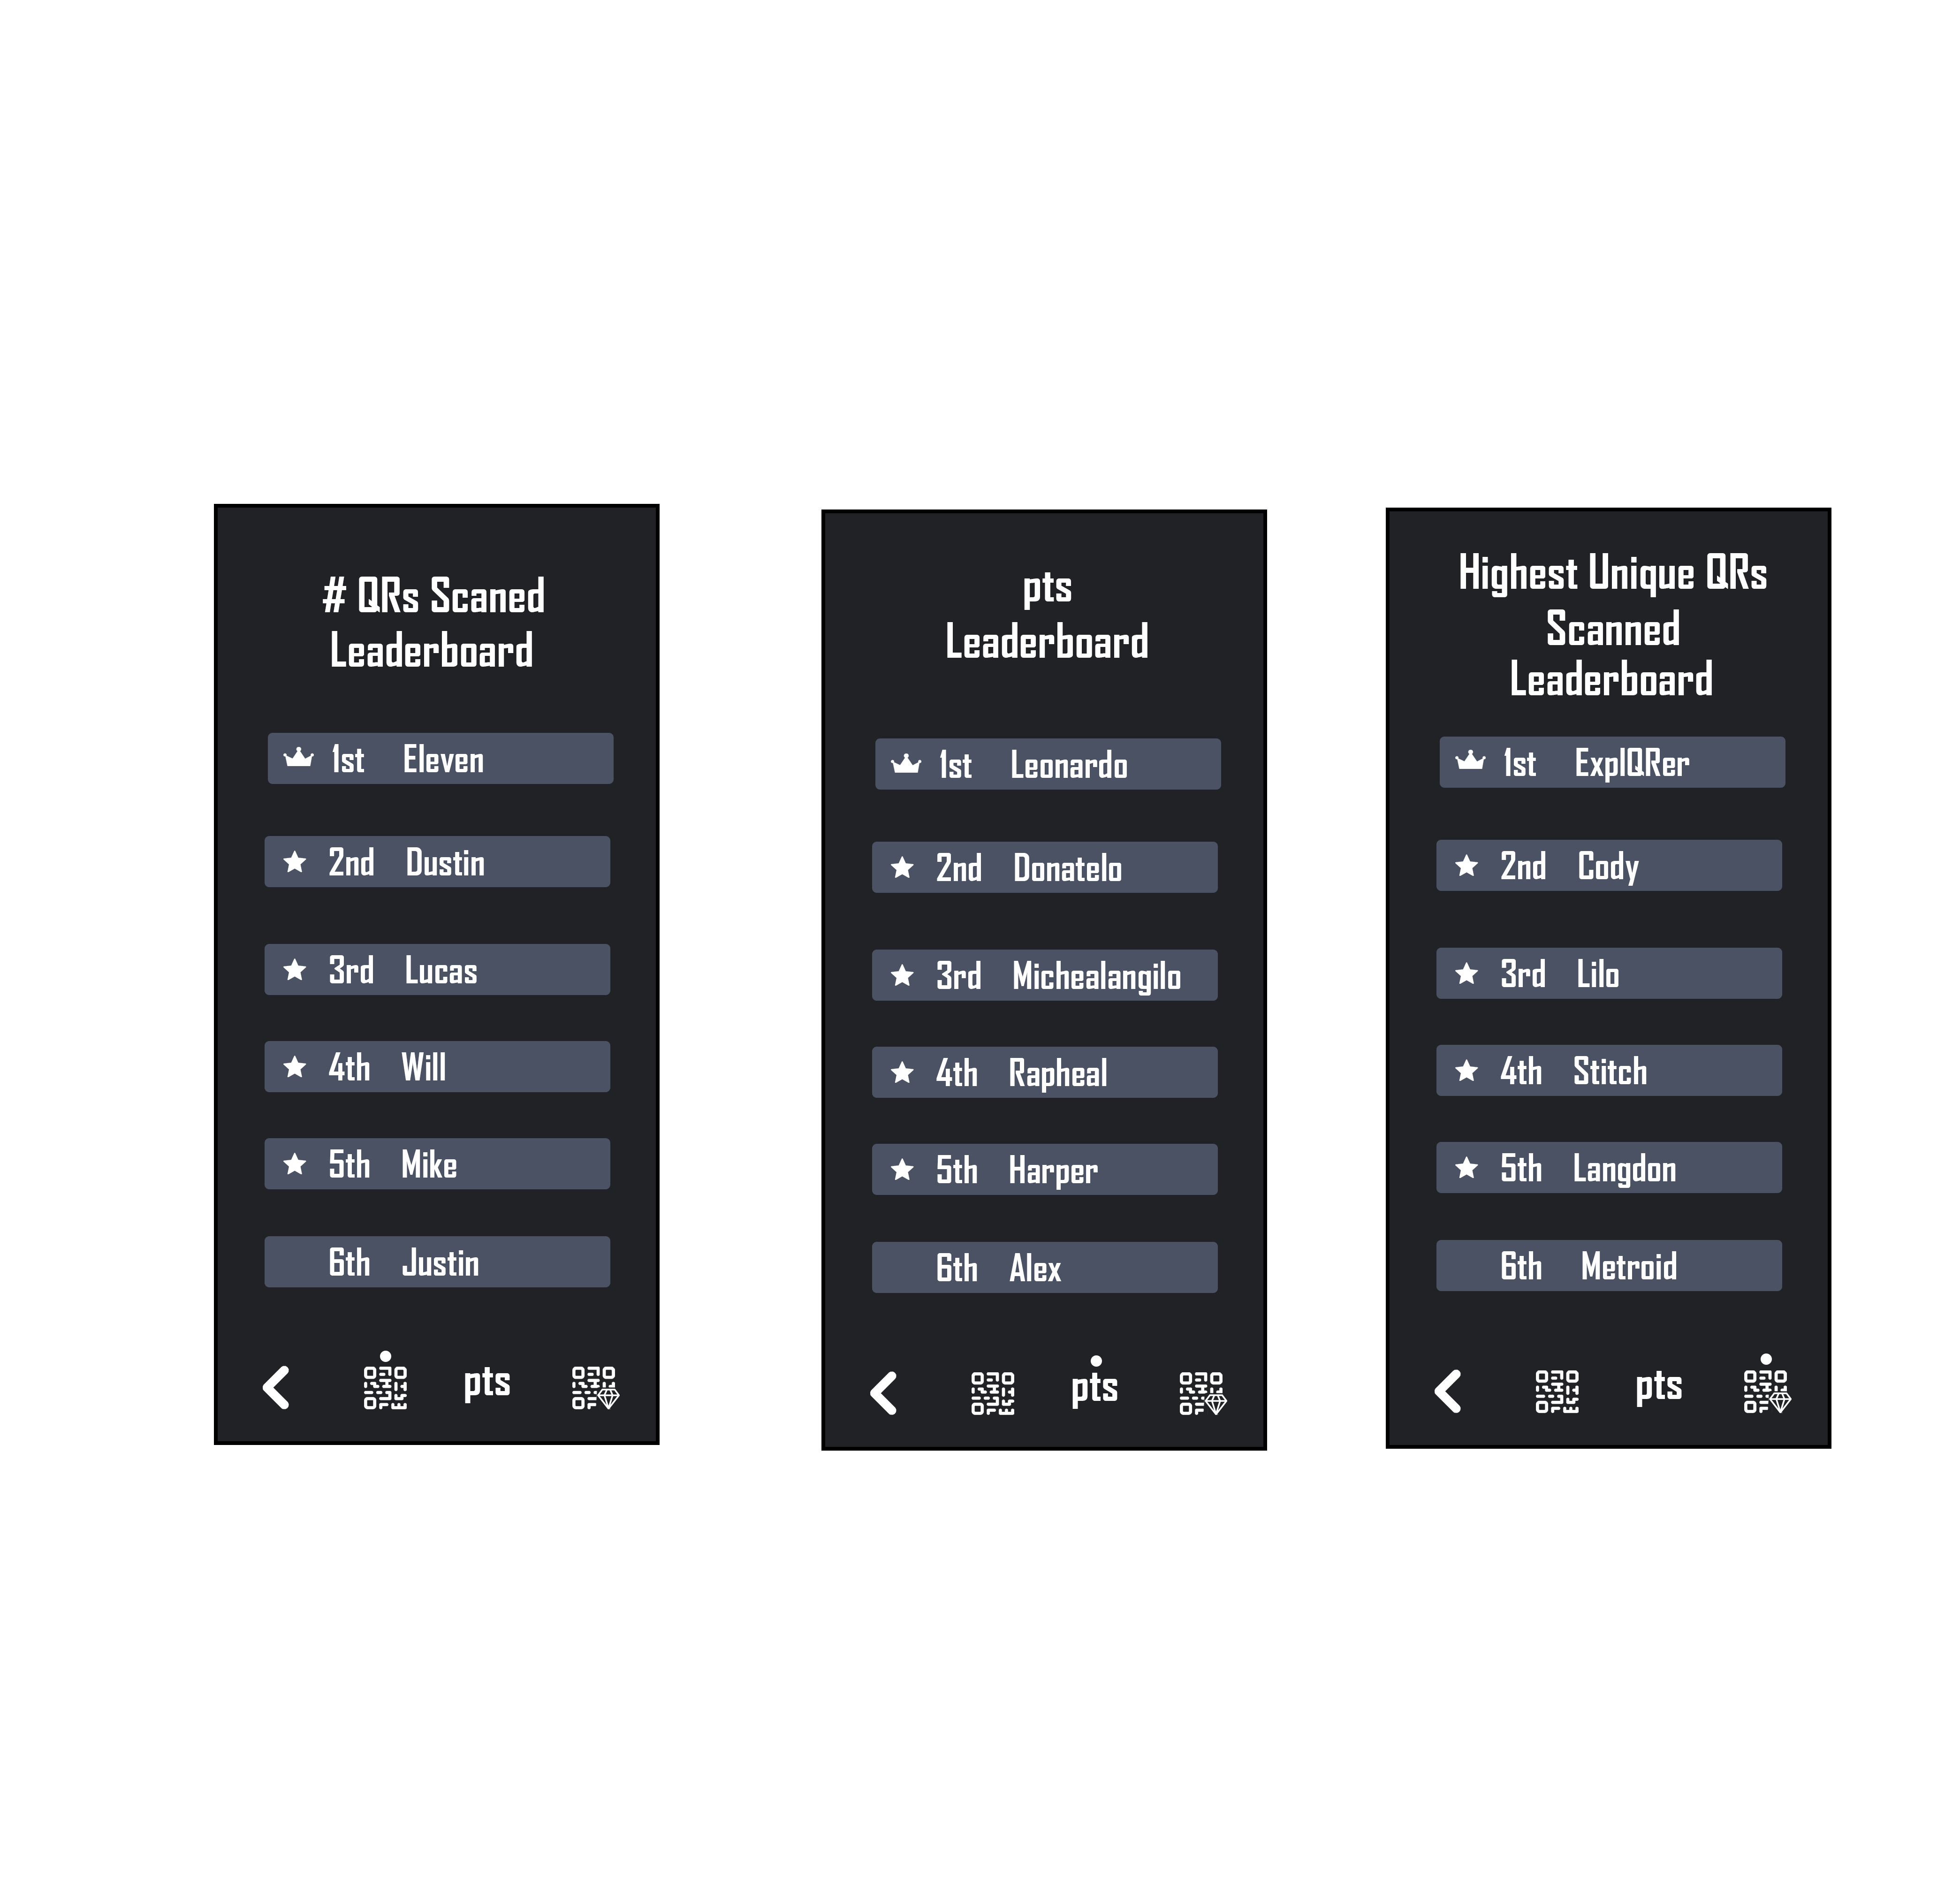 # QRs Scaned
Leaderboard
1st Eleven
2nd Dustin
3rd Lucas
4th Will
5th Mike
6th Justin
pts
pts
Leaderboard
1st Leonardo
2nd Donatelo
3rd Michealangilo
4th Rapheal
5th Harper
6th Alex
pts
Highest Unique QRs
Scanned
Leaderboard
1st ExplQRer
2nd Cody
3rd Lilo
4th Stitch
5th Langdon
6th Metroid
pts